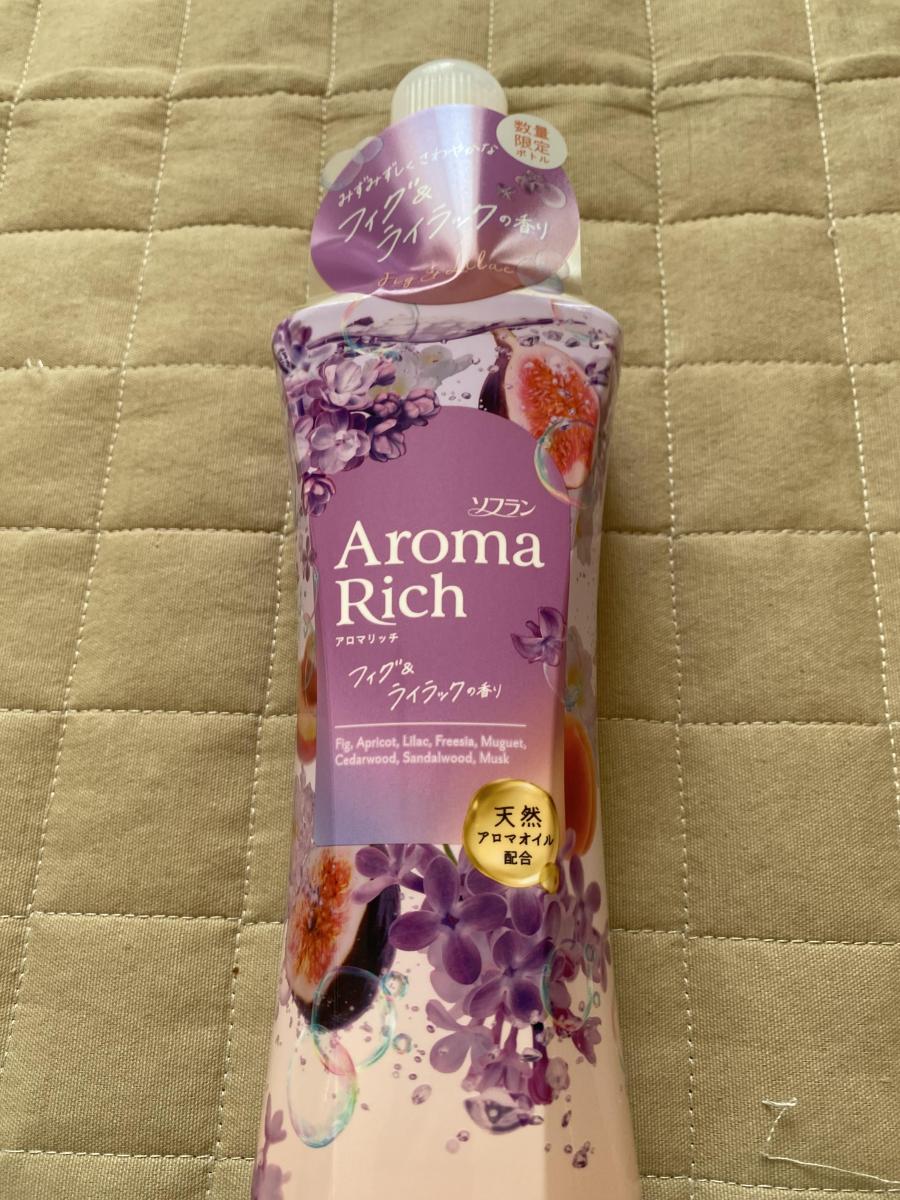 数量
限定
ボトル
みずみずしくさわやかな
フィグ&
ライラックの香り
Fig & Lilac
ソフラン
Aroma
Rich
アロマリッチ
フィグ&
ライラックの香り
Fig, Apricot, Lilac, Freesia, Muguet,
Cedarwood, Sandalwood, Musk
天然
アロマオイル
配合